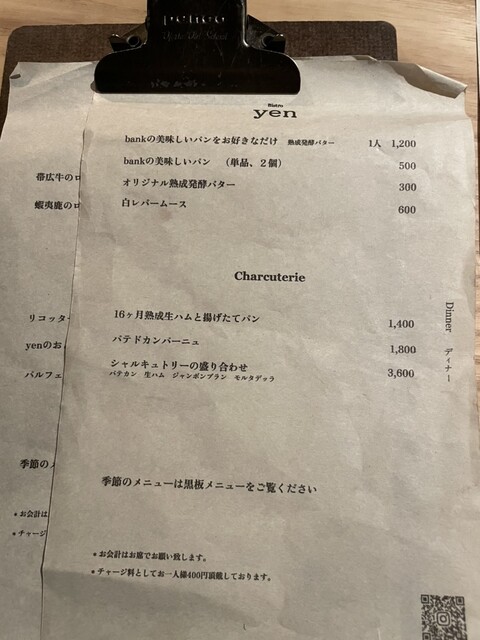 Bistro
yen
bankの美味しいパンをお好きなだけ 熟成発酵バター 1人 1,200
bankの美味しいパン （単品、2個） 500
オリジナル熟成発酵バター 300
白レバームース 600
Charcuterie
16ヶ月熟成生ハムと揚げたてパン 1,400
パテドカンパーニュ 1,800
シャルキュトリーの盛り合わせ 3,600
パテカン 生ハム ジャンボンブラン モルタデッラ
季節のメニューは黒板メニューをご覧ください
＊お会計はお席でお願い致します。
＊チャージ料としてお一人様400円頂戴しております。
Dinner ディナー
帯広牛のロ
蝦夷鹿のロ
リコッタ
yenのお
パルフェ
季節の
＊お会計は
＊チャージ